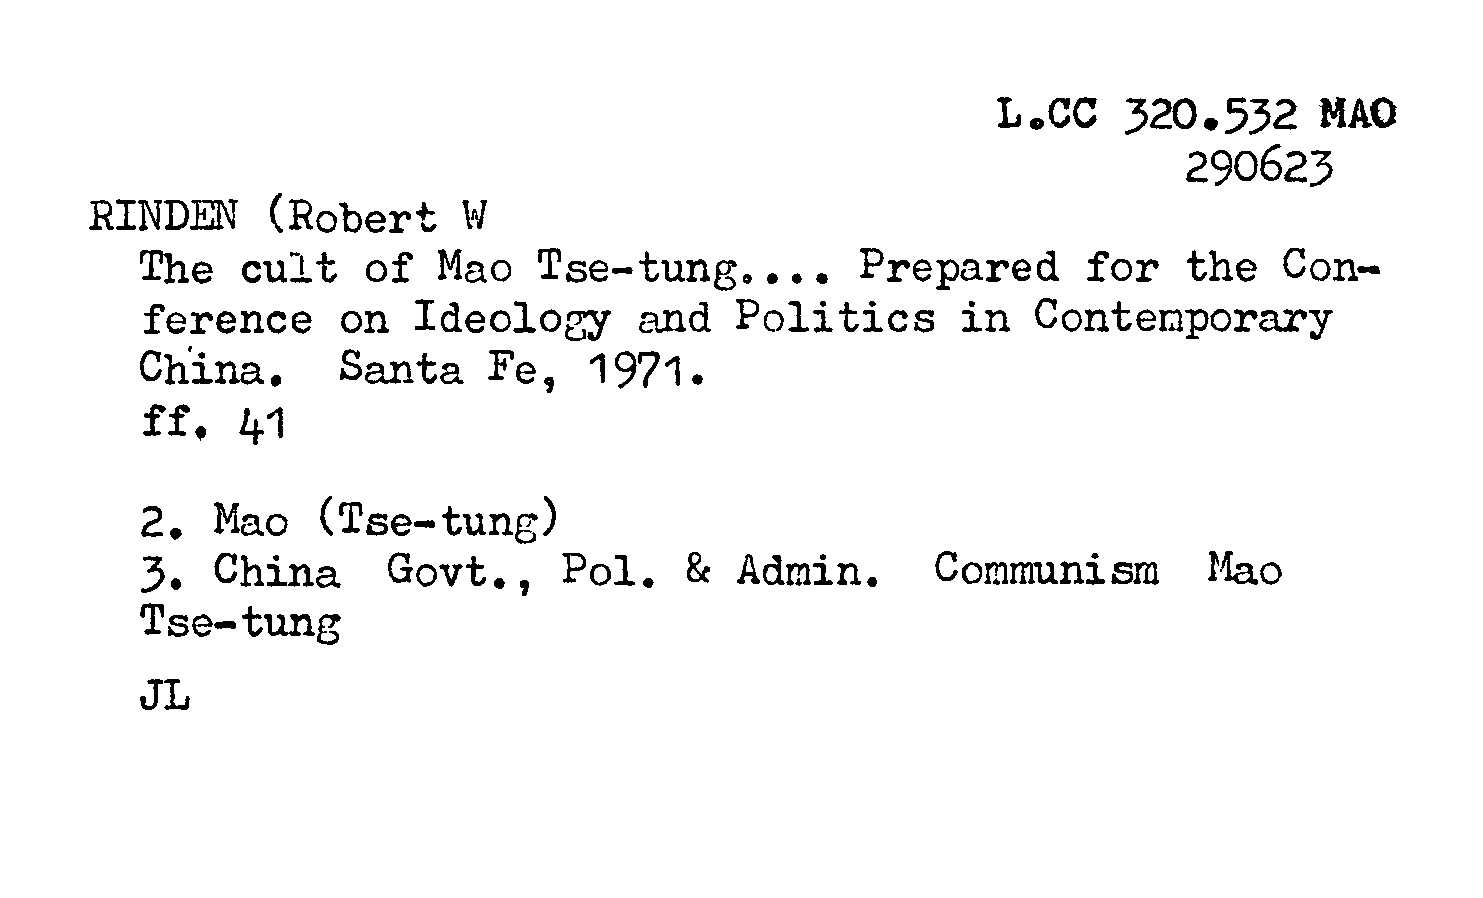 L.CC 320.532 MAO
290623
RINDEN (Robert W
The cult of Mao Tse-tung.... Prepared for the Con-
ference on Ideology and Politics in Contemporary
China. Santa Fe, 1971.
ff. 41
2. Mao (Tse-tung)
3. China Govt., Pol. & Admin. Communism Mao
Tse-tung
JL